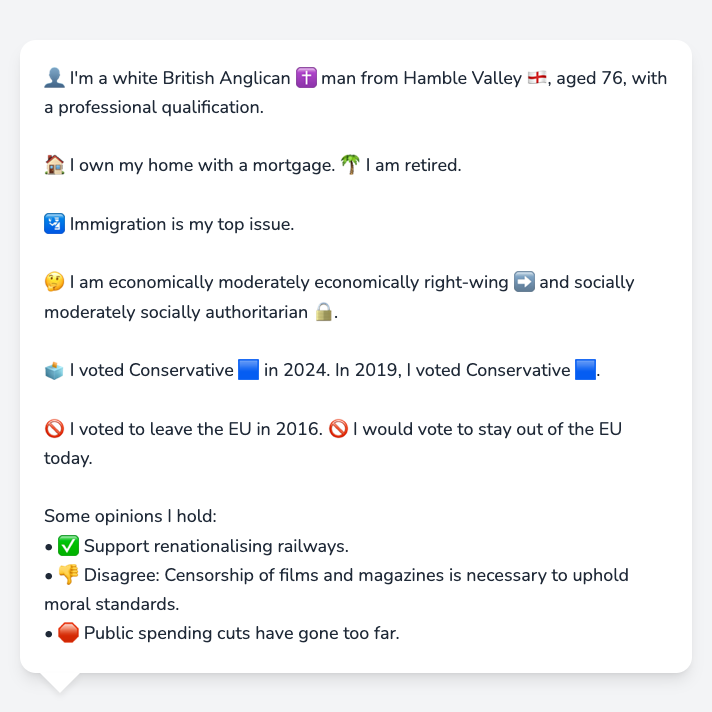 👤 I'm a white British Anglican ✝️ man from Hamble Valley 🏴󠁧󠁢󠁥󠁮󠁧󠁿, aged 76, with
a professional qualification.
🏠 I own my home with a mortgage. 🌴 I am retired.
🛂 Immigration is my top issue.
🤔 I am economically moderately economically right-wing ➡️ and socially
moderately socially authoritarian 🔒.
🗳️ I voted Conservative 🟦 in 2024. In 2019, I voted Conservative 🟦.
🚫 I voted to leave the EU in 2016. 🚫 I would vote to stay out of the EU
today.
Some opinions I hold:
• ✅ Support renationalising railways.
• 👎 Disagree: Censorship of films and magazines is necessary to uphold
moral standards.
• 🛑 Public spending cuts have gone too far.